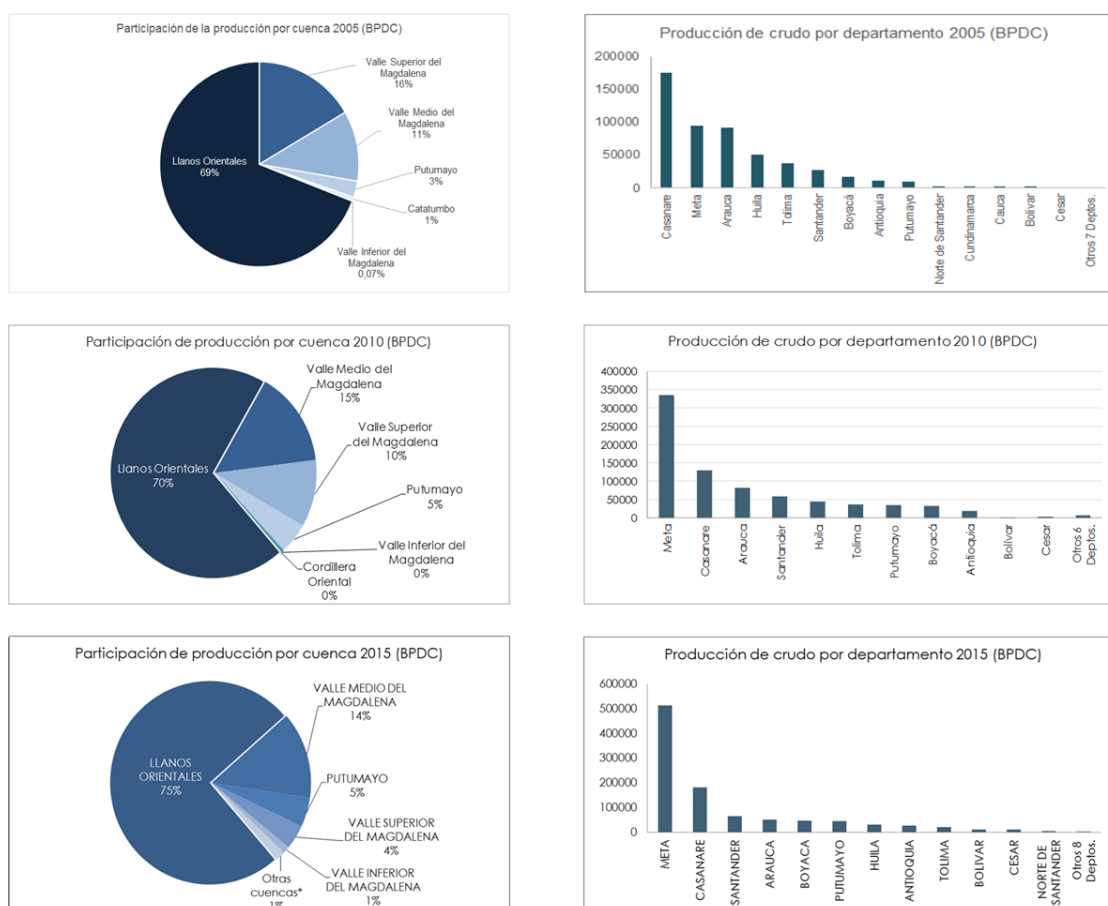 Participación de la producción por cuenca 2005 (BPDC)
Valle Superior del
Magdalena
16%
Valle Medio del
Magdalena
11%
Llanos Orientales
69%
Putumayo
3%
Catatumbo
1%
Valle Inferior del
Magdalena
0,07%
Producción de crudo por departamento 2005 (BPDC)
200000
150000
100000
50000
0
Casanare
Meta
Arauca
Huila
Tolima
Santander
Boyacá
Antioquia
Putumayo
Norte de Santander
Cundinamarca
Cauca
Bolívar
Cesar
Otros 7 Deptos.
Participación de producción por cuenca 2010 (BPDC)
Valle Medio del
Magdalena
15%
Valle Superior
del Magdalena
10%
Llanos Orientales
70%
Putumayo
5%
Valle Inferior del
Magdalena
0%
Cordillera
Oriental
0%
Producción de crudo por departamento 2010 (BPDC)
400000
350000
300000
250000
200000
150000
100000
50000
0
Meta
Casanare
Arauca
Santander
Huila
Tolima
Putumayo
Boyacá
Antioquia
Bolívar
Cesar
Otros 6
Deptos.
Participación de producción por cuenca 2015 (BPDC)
VALLE MEDIO DEL
MAGDALENA
14%
LLANOS
ORIENTALES
75%
PUTUMAYO
5%
VALLE SUPERIOR
DEL MAGDALENA
4%
VALLE INFERIOR
DEL MAGDALENA
1%
Otras
cuencas*
1%
Producción de crudo por departamento 2015 (BPDC)
600000
500000
400000
300000
200000
100000
0
META
CASANARE
SANTANDER
ARAUCA
BOYACA
PUTUMAYO
HUILA
ANTIOQUIA
TOLIMA
BOLIVAR
CESAR
NORTE DE
SANTANDER
Otros 8
Deptos.